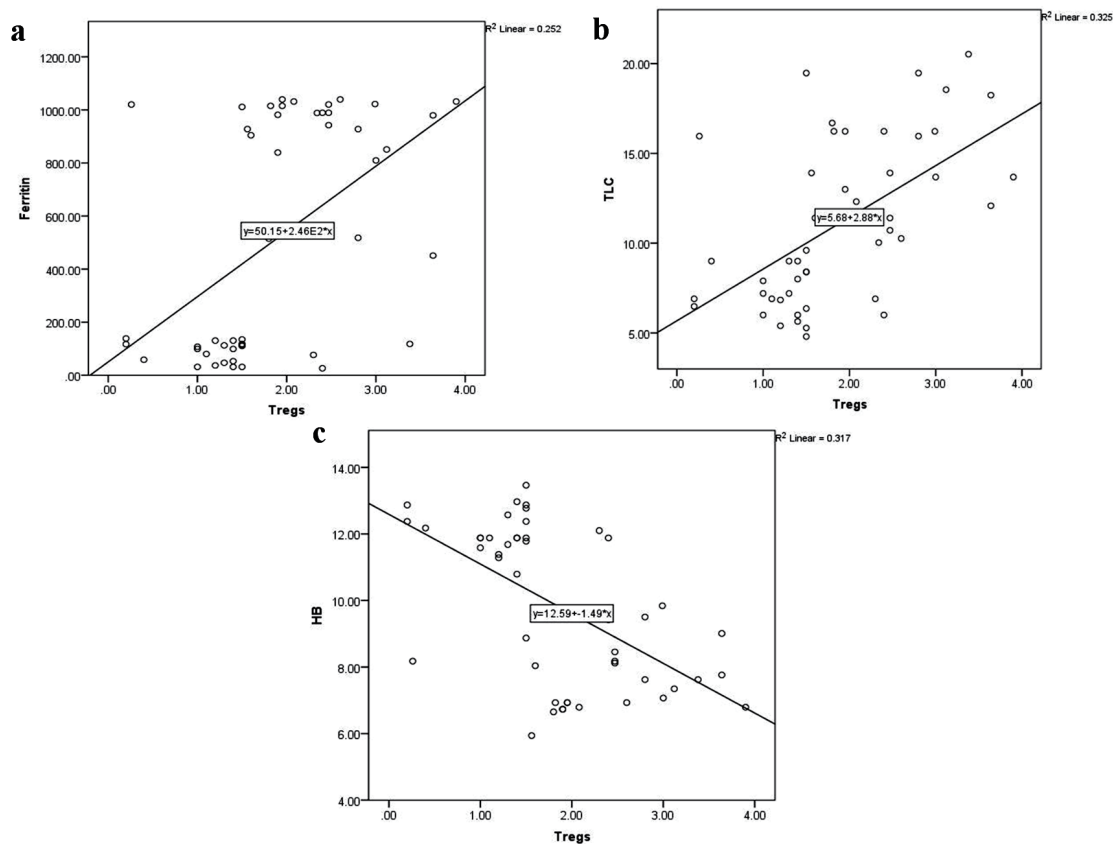 a
R2 Linear = 0.252
1200.00
1000.00
800.00
600.00
400.00
200.00
.00
Ferritin
y=50.15+2.46E2*x
.00 1.00 2.00 3.00 4.00
Tregs
b
R2 Linear = 0.325
20.00
15.00
10.00
5.00
TLC
y=5.68+2.88*x
.00 1.00 2.00 3.00 4.00
Tregs
c
R2 Linear = 0.317
14.00
12.00
10.00
8.00
6.00
4.00
HB
y=12.59+-1.49*x
.00 1.00 2.00 3.00 4.00
Tregs